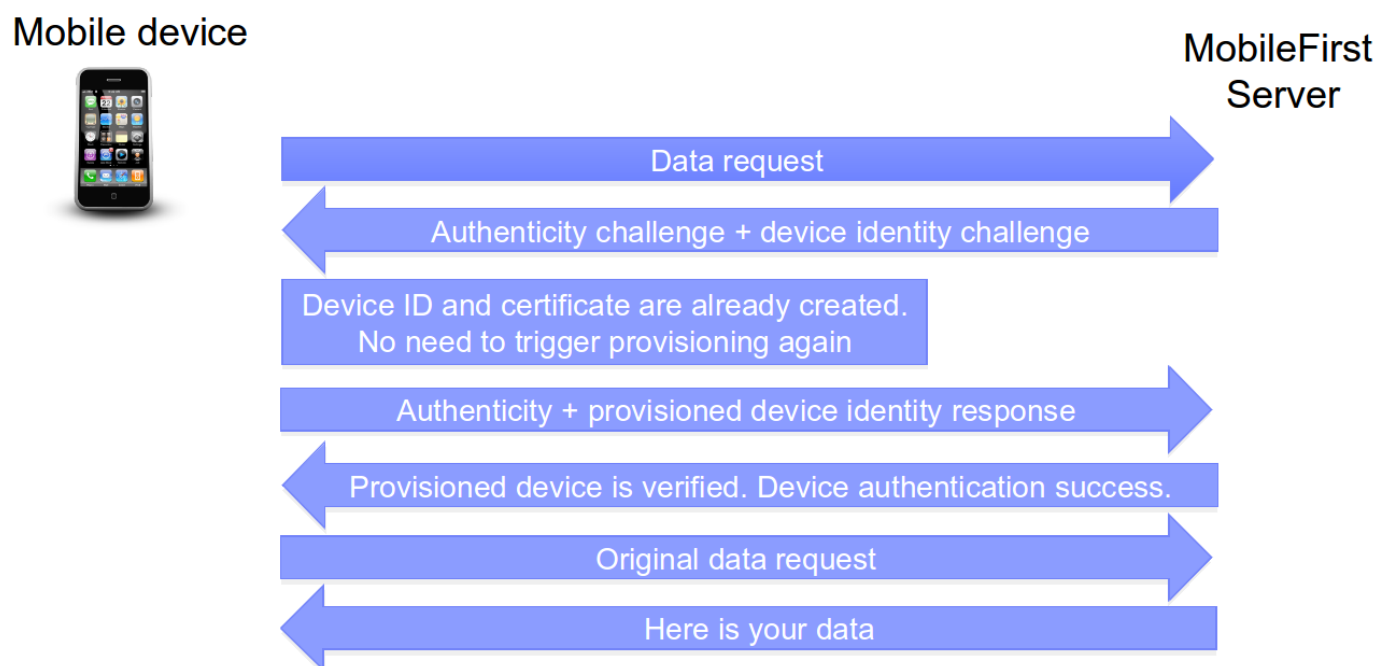 Mobile device
MobileFirst
Server
Data request
Authenticity challenge + device identity challenge
Device ID and certificate are already created.
No need to trigger provisioning again
Authenticity + provisioned device identity response
Provisioned device is verified. Device authentication success.
Original data request
Here is your data